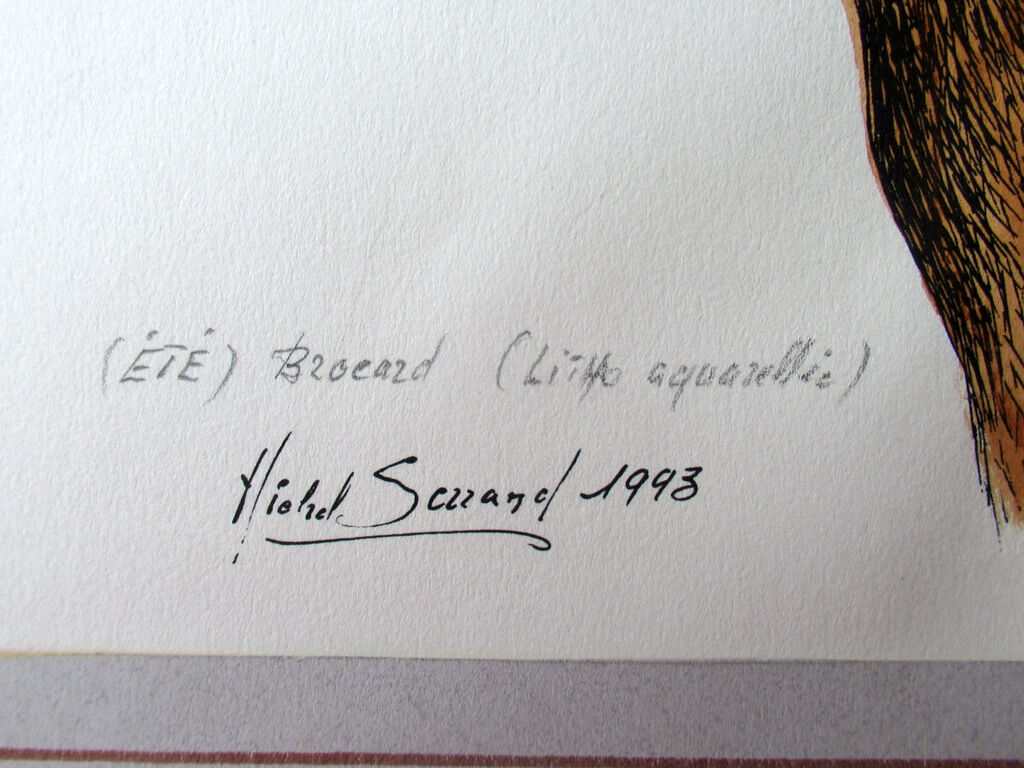 (ÉTÉ) Brocard (Litho aquarellée)
Michel Serrand 1993